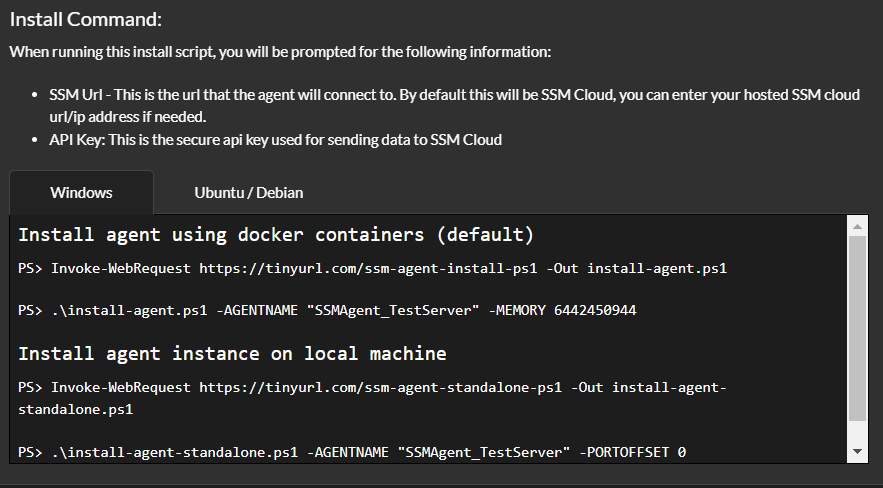 Install Command:
When running this install script, you will be prompted for the following information:
• SSM Url - This is the url that the agent will connect to. By default this will be SSM Cloud, you can enter your hosted SSM cloud
url/ip address if needed.
• API Key: This is the secure api key used for sending data to SSM Cloud
Windows
Ubuntu / Debian
Install agent using docker containers (default)
PS> Invoke-WebRequest https://tinyurl.com/ssm-agent-install-ps1 -Out install-agent.ps1
PS> .\install-agent.ps1 -AGENTNAME "SSMAgent_TestServer" -MEMORY 6442450944
Install agent instance on local machine
PS> Invoke-WebRequest https://tinyurl.com/ssm-agent-standalone-ps1 -Out install-agent-
standalone.ps1
PS> .\install-agent-standalone.ps1 -AGENTNAME "SSMAgent_TestServer" -PORTOFFSET 0